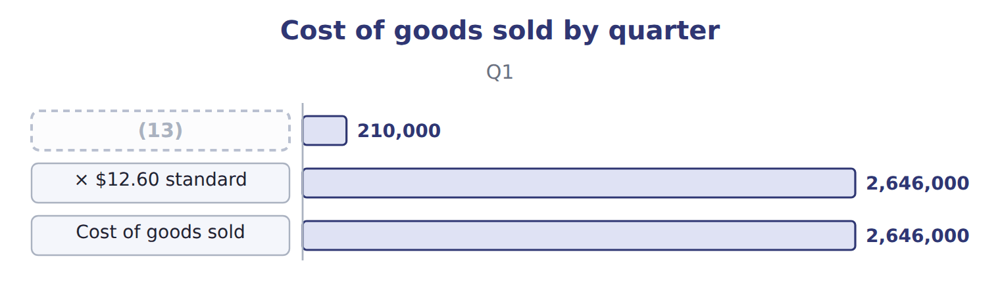 Cost of goods sold by quarter
Q1
(13)
210,000
× $12.60 standard
2,646,000
Cost of goods sold
2,646,000